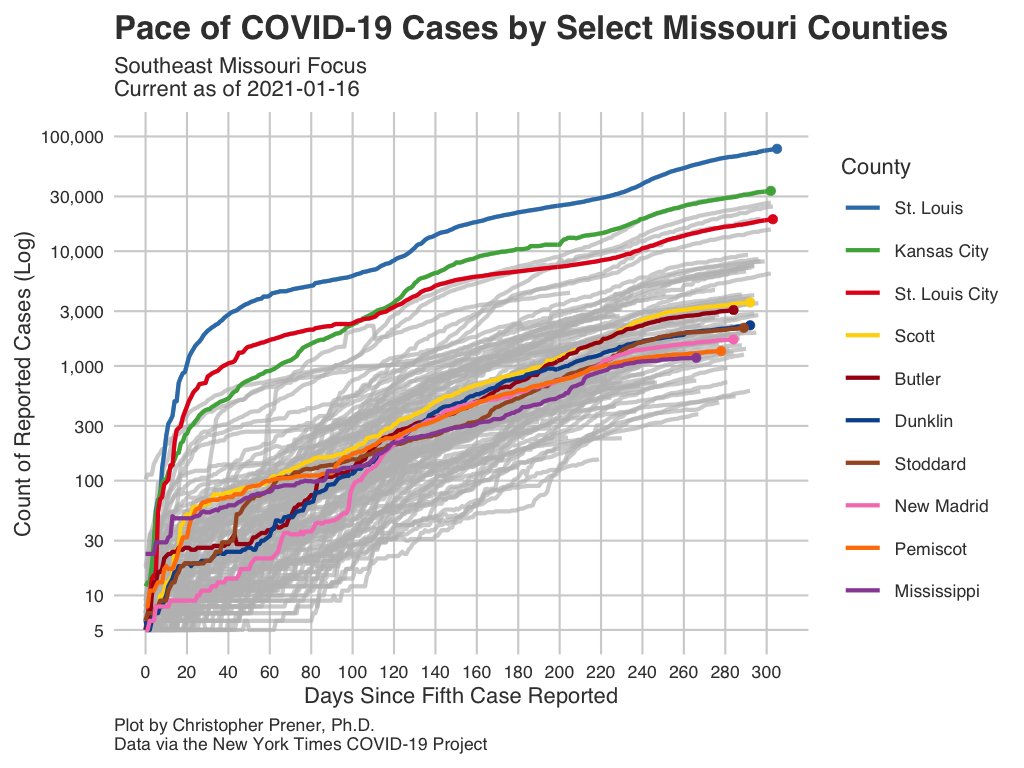 Pace of COVID-19 Cases by Select Missouri Counties
Southeast Missouri Focus
Current as of 2021-01-16
Count of Reported Cases (Log)
100,000
30,000
10,000
3,000
1,000
300
100
30
10
5
0 20 40 60 80 100 120 140 160 180 200 220 240 260 280 300
Days Since Fifth Case Reported
County
St. Louis
Kansas City
St. Louis City
Scott
Butler
Dunklin
Stoddard
New Madrid
Pemiscot
Mississippi
Plot by Christopher Prener, Ph.D.
Data via the New York Times COVID-19 Project